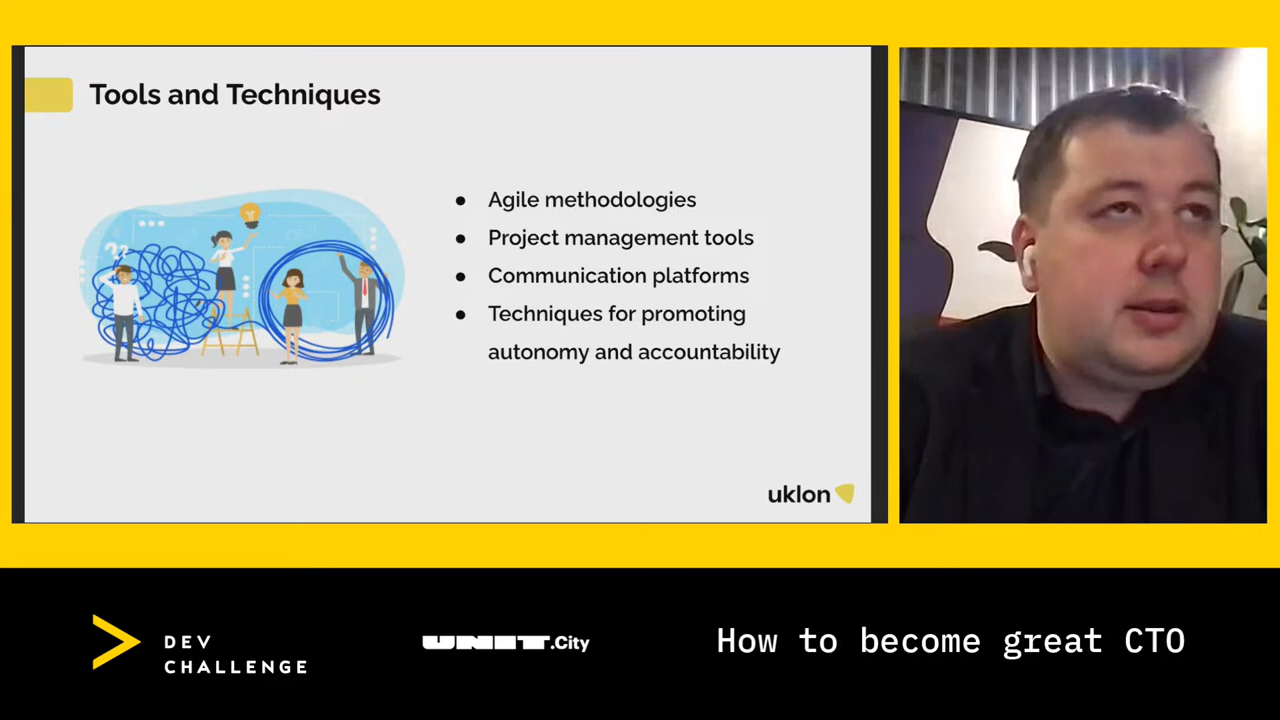 Tools and Techniques
● Agile methodologies
● Project management tools
● Communication platforms
● Techniques for promoting
autonomy and accountability
uklon
DEV
CHALLENGE
UNIT.City
How to become great CTO